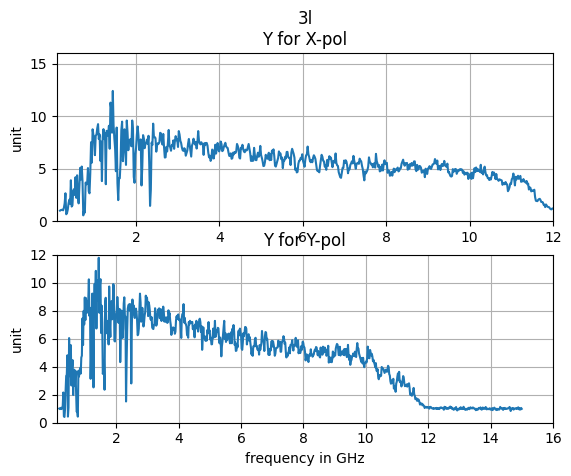 3l
Y for X-pol
15
10
5
0
unit
2 4 6 8 10 12
Y for Y-pol
12
10
8
6
4
2
0
unit
2 4 6 8 10 12 14 16
frequency in GHz